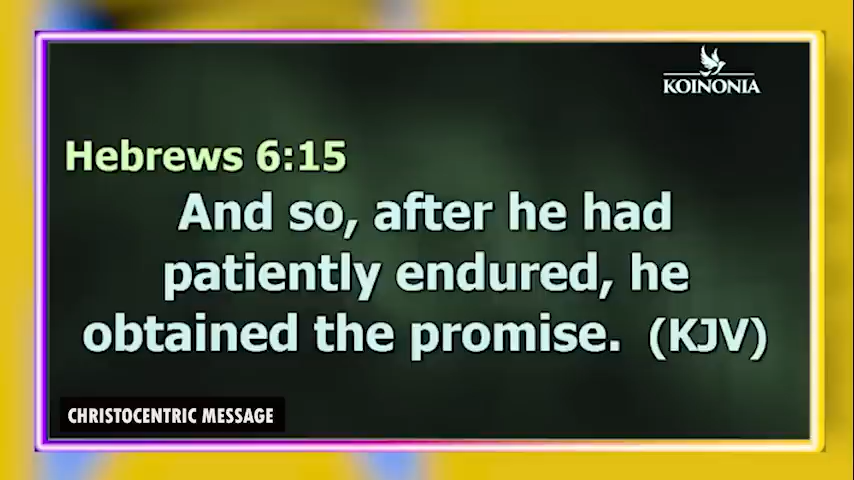 KOINONIA
Hebrews 6:15
And so, after he had
patiently endured, he
obtained the promise. (KJV)
CHRISTOCENTRIC MESSAGE